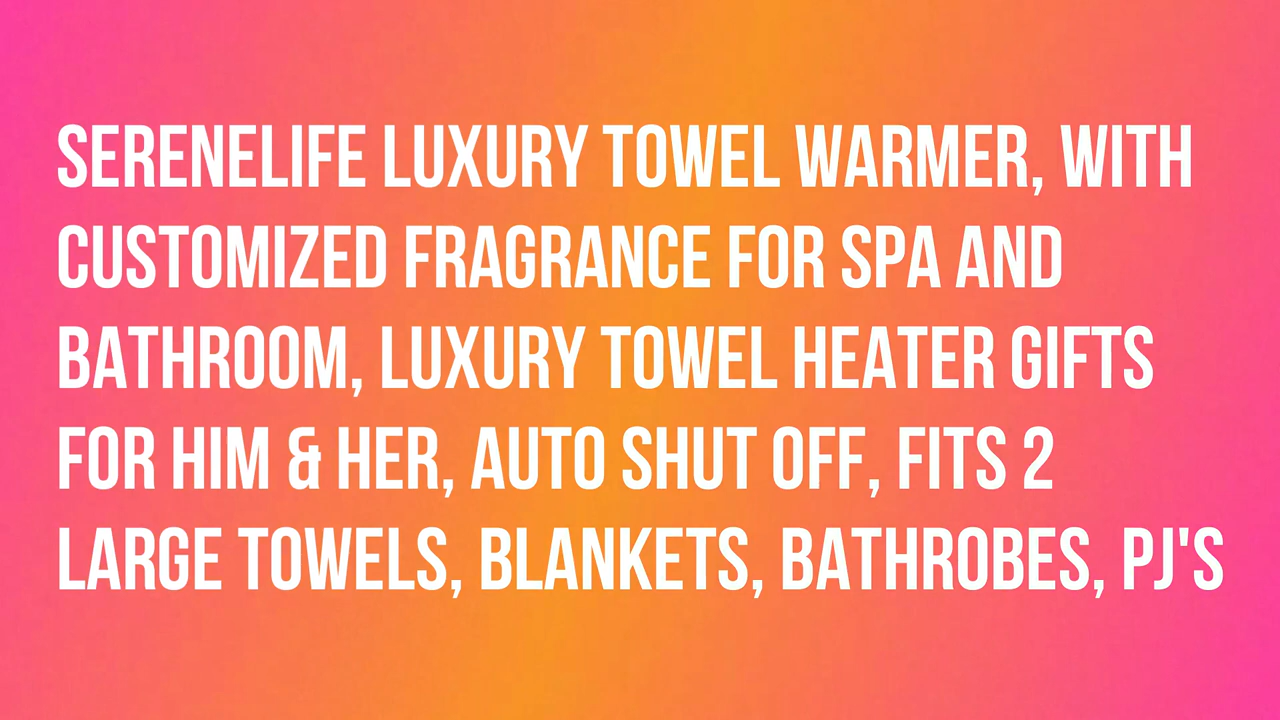 SERENELIFE LUXURY TOWEL WARMER, WITH
CUSTOMIZED FRAGRANCE FOR SPA AND
BATHROOM, LUXURY TOWEL HEATER GIFTS
FOR HIM & HER, AUTO SHUT OFF, FITS 2
LARGE TOWELS, BLANKETS, BATHROBES, PJ'S